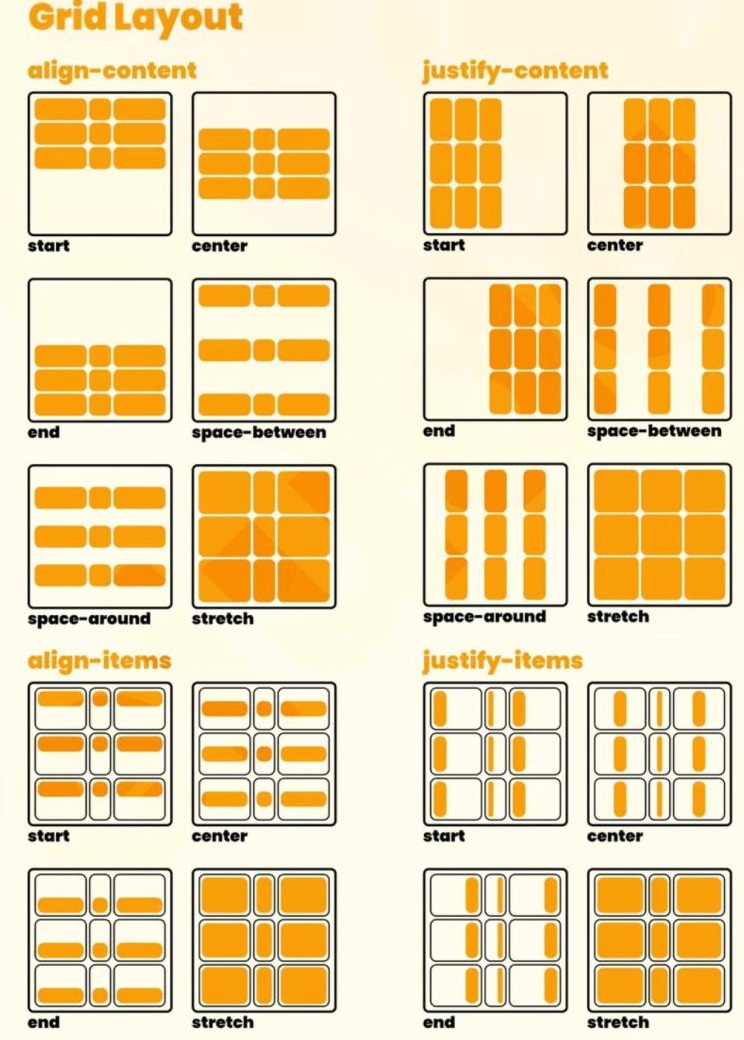 Grid Layout
align-content
justify-content
start
center
start
center
end
space-between
end
space-between
space-around
stretch
space-around
stretch
align-items
justify-items
start
center
start
center
end
stretch
end
stretch